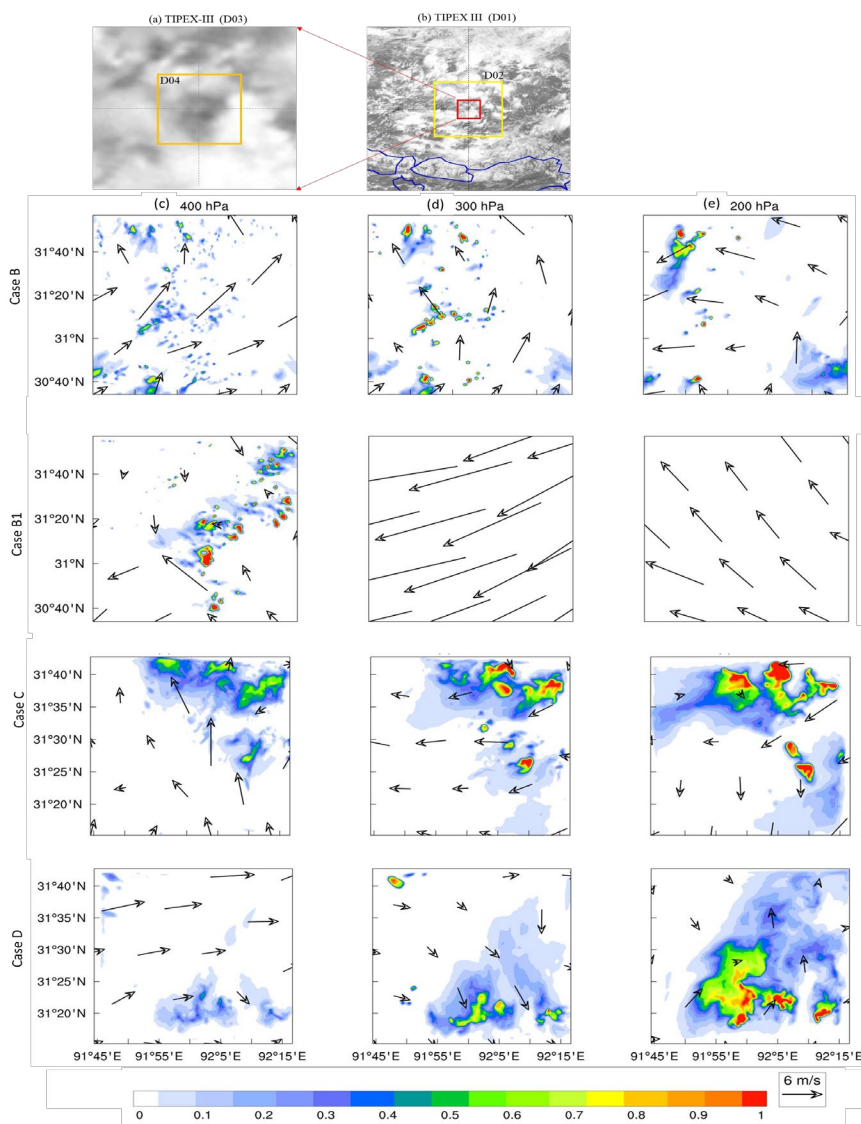 (a) TIPEX-III (D03)
(b) TIPEX III (D01)
D04
D02
(c) 400 hPa
(d) 300 hPa
(e) 200 hPa
Case B
31°40'N
31°20'N
31°N
30°40'N
Case B1
31°40'N
31°20'N
31°N
30°40'N
Case C
31°40'N
31°35'N
31°30'N
31°25'N
31°20'N
Case D
31°40'N
31°35'N
31°30'N
31°25'N
31°20'N
91°45'E 91°55'E 92°5'E 92°15'E
91°45'E 91°55'E 92°5'E 92°15'E
91°45'E 91°55'E 92°5'E 92°15'E
6 m/s
0 0.1 0.2 0.3 0.4 0.5 0.6 0.7 0.8 0.9 1